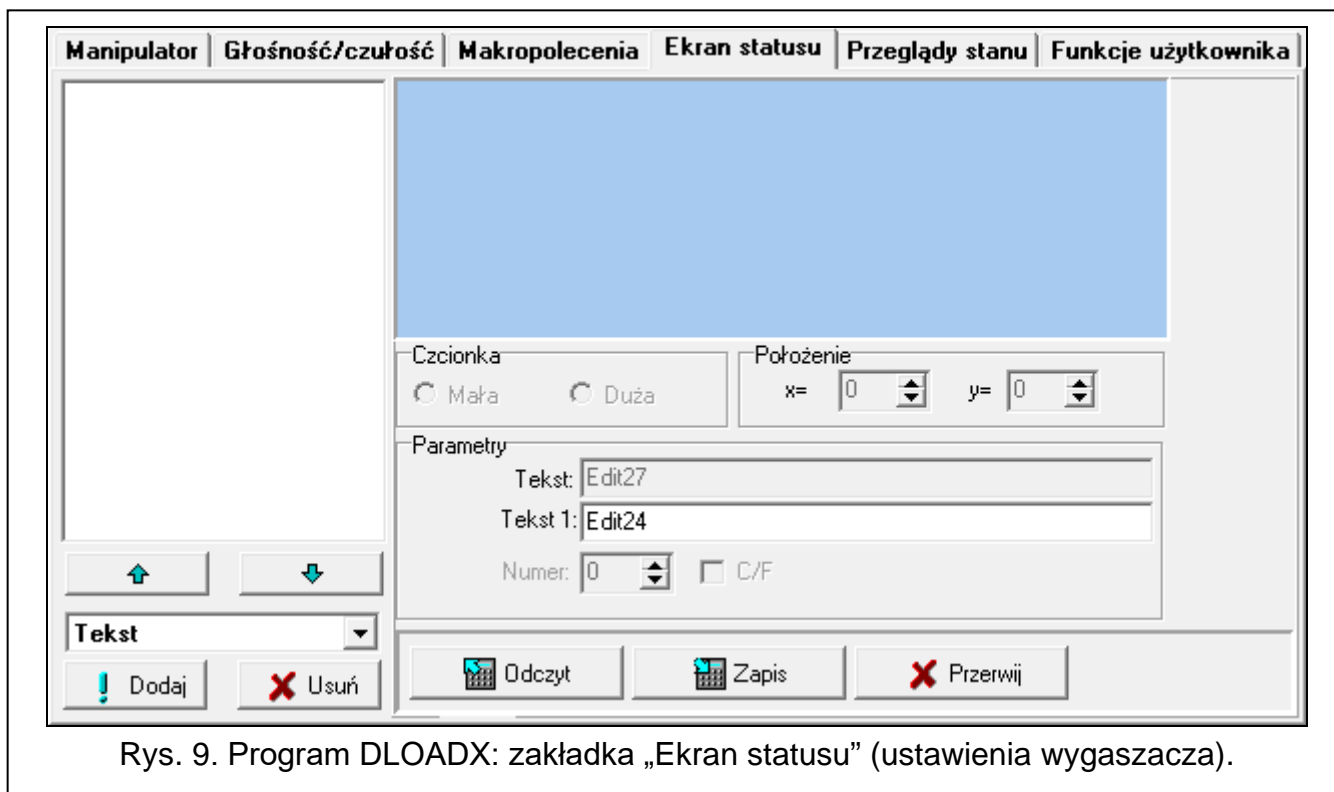 Manipulator Głośność/czułość Makropolecenia Ekran statusu Przeglądy stanu Funkcje użytkownika
Czcionka Położenie
Mała Duża x= 0 y= 0
Parametry
Tekst: Edit27
Tekst 1: Edit24
Numer: 0 C/F
Tekst
Dodaj Usuń Odczyt Zapis Przerwij
Rys. 9. Program DLOADX: zakładka „Ekran statusu” (ustawienia wygaszacza).